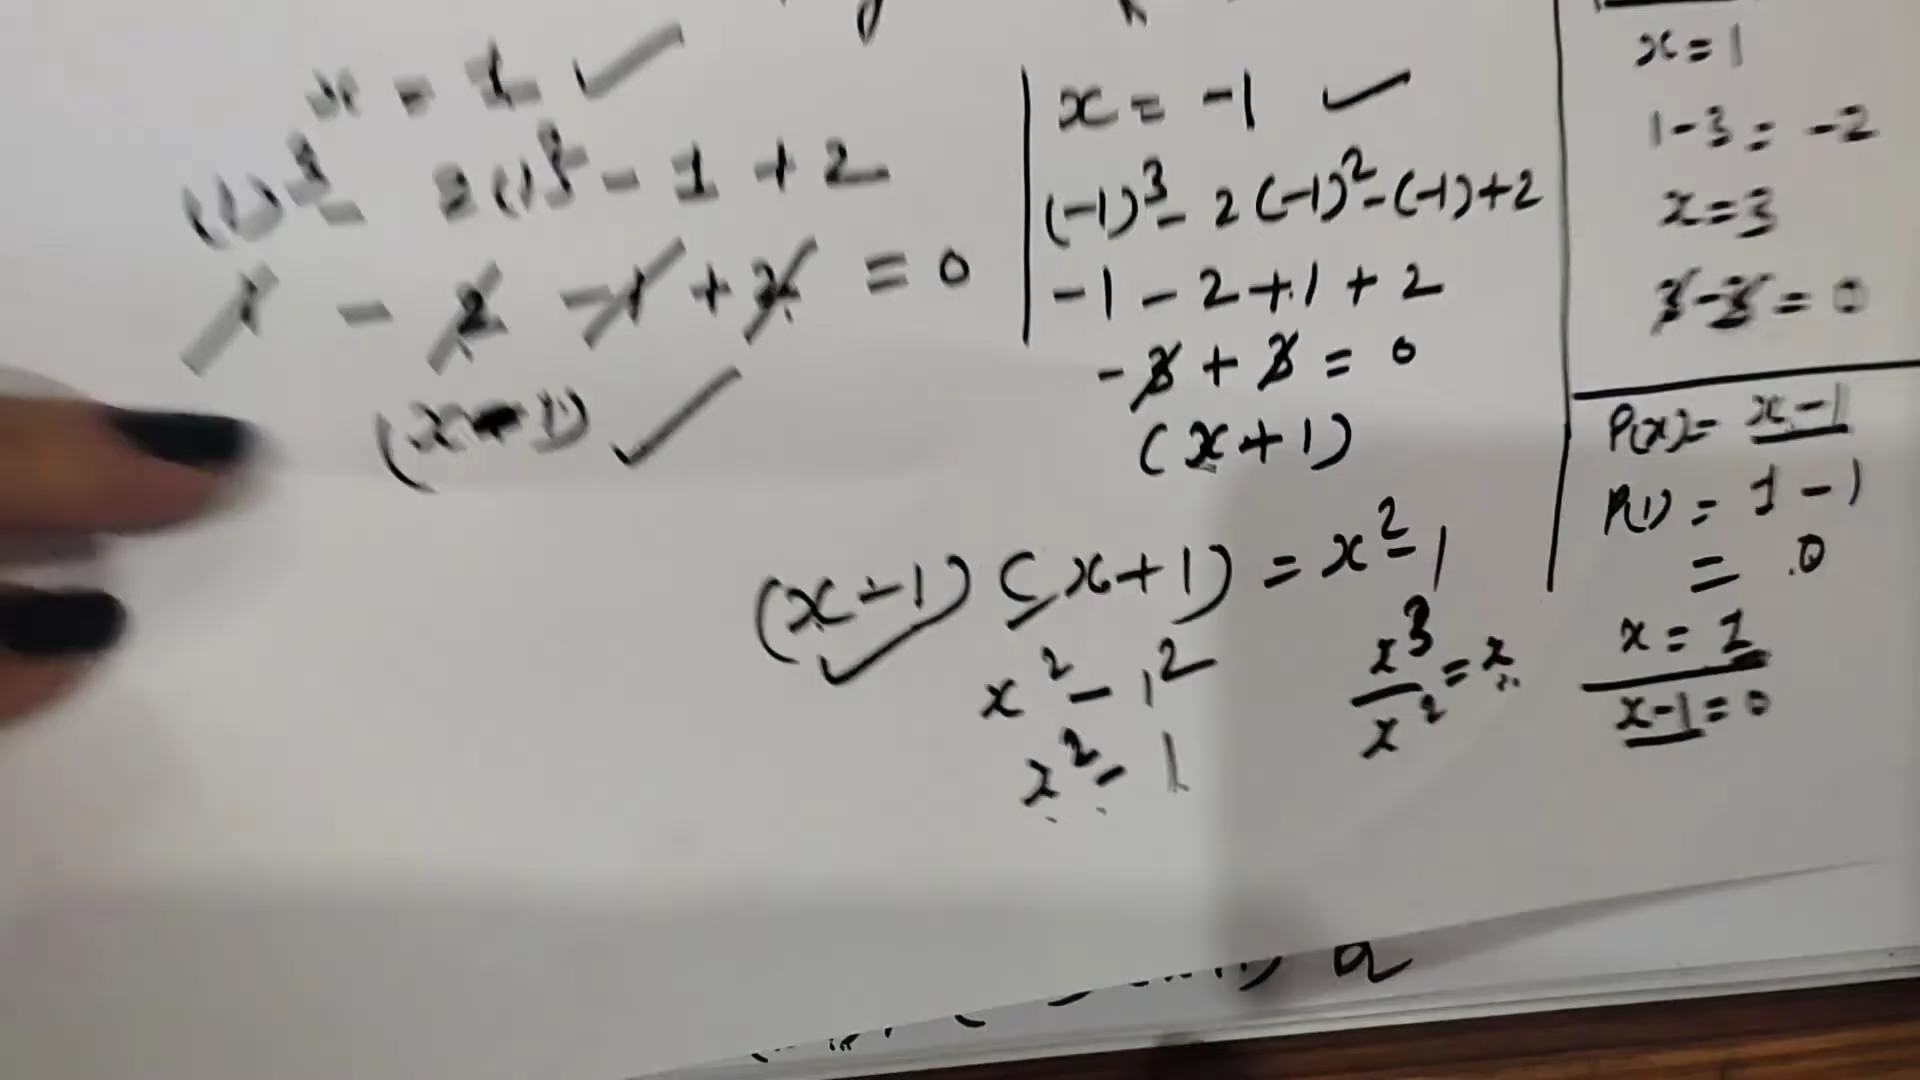 x = 1 ✓
(1)³ - 2(1)² - 1 + 2
1 - 2 - 1 + 2 = 0
(x-1) ✓
x = -1 ✓
(-1)³ - 2(-1)² - (-1) + 2
-1 - 2 + 1 + 2
-3 + 3 = 0
(x+1)
(x-1) (x+1) = x² - 1
x² - 1²
x² - 1
x³/x² = x
x = 1
1-3 = -2
x = 3
3-3 = 0
P(x) = x-1
P(1) = 1-1
= 0
x = 1
x-1 = 0